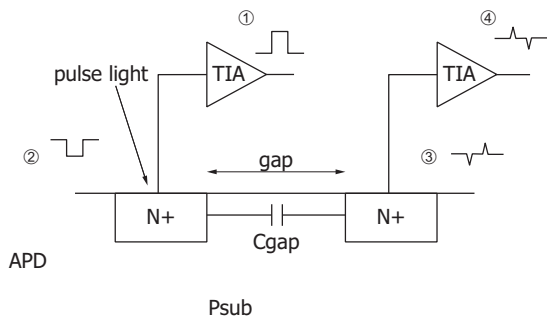 ① ④
TIA TIA
pulse light
② ③
gap
N+ N+
Cgap
APD
Psub